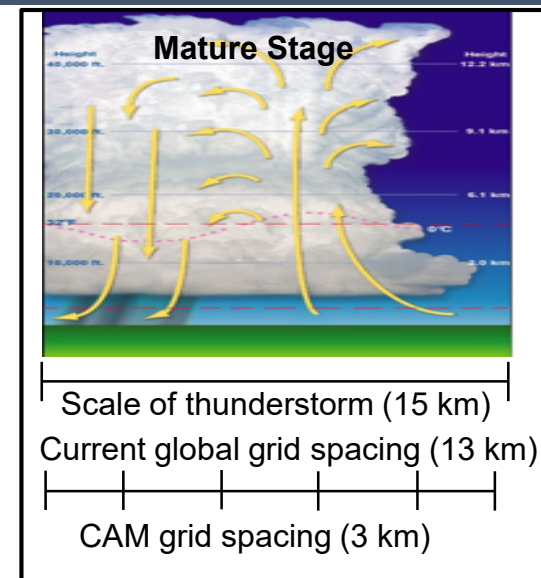 Mature Stage
Height
40,000 ft.
Height
12.2 km
30,000 ft.
9.1 km
20,000 ft.
6.1 km
32°F
0°C
10,000 ft.
3.0 km
Scale of thunderstorm (15 km)
Current global grid spacing (13 km)
CAM grid spacing (3 km)